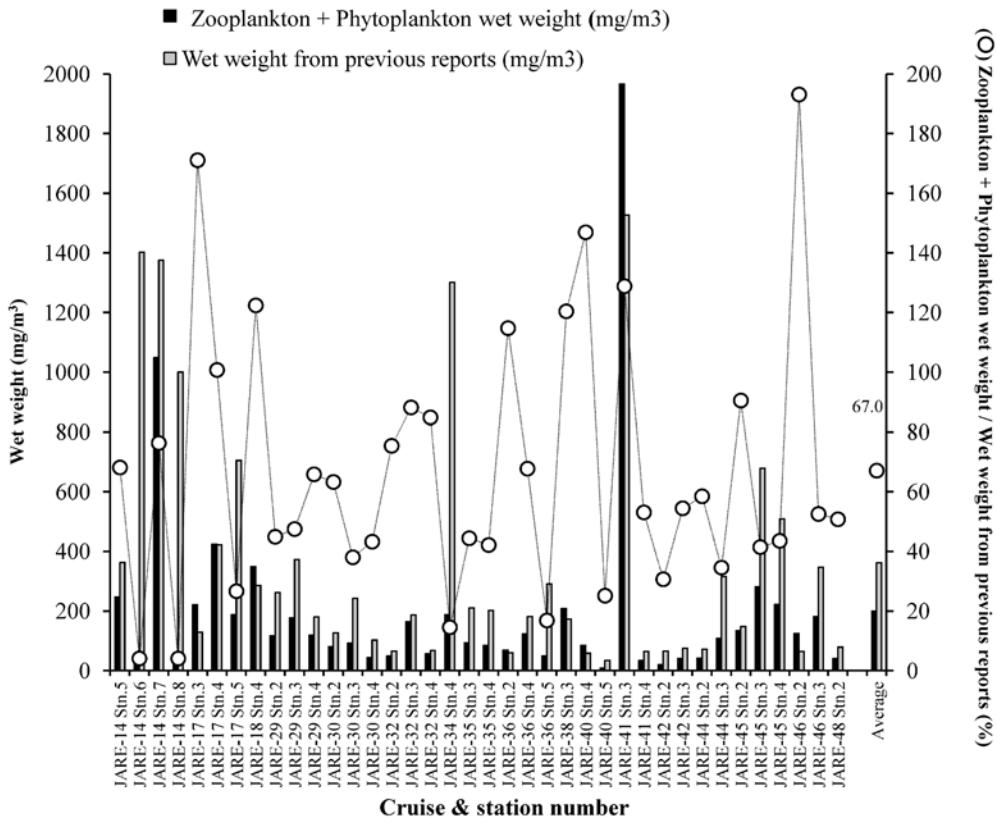 Zooplankton + Phytoplankton wet weight (mg/m3)
Wet weight from previous reports (mg/m3)
Wet weight (mg/m³)
2000
1800
1600
1400
1200
1000
800
600
400
200
0
200
180
160
140
120
100
80
60
40
20
0
(O) Zooplankton + Phytoplankton wet weight / Wet weight from previous reports (%)
67.0
JARE-14 Stn.5
JARE-14 Stn.6
JARE-14 Stn.7
JARE-14 Stn.8
JARE-17 Stn.3
JARE-17 Stn.4
JARE-17 Stn.5
JARE-18 Stn.4
JARE-29 Stn.2
JARE-29 Stn.3
JARE-29 Stn.4
JARE-30 Stn.2
JARE-30 Stn.3
JARE-30 Stn.4
JARE-32 Stn.2
JARE-32 Stn.3
JARE-32 Stn.4
JARE-34 Stn.4
JARE-35 Stn.3
JARE-35 Stn.4
JARE-36 Stn.2
JARE-36 Stn.4
JARE-36 Stn.5
JARE-38 Stn.3
JARE-40 Stn.4
JARE-40 Stn.5
JARE-41 Stn.3
JARE-41 Stn.4
JARE-42 Stn.2
JARE-42 Stn.3
JARE-44 Stn.2
JARE-44 Stn.3
JARE-45 Stn.2
JARE-45 Stn.3
JARE-45 Stn.4
JARE-46 Stn.2
JARE-46 Stn.3
JARE-48 Stn.2
Average
Cruise & station number